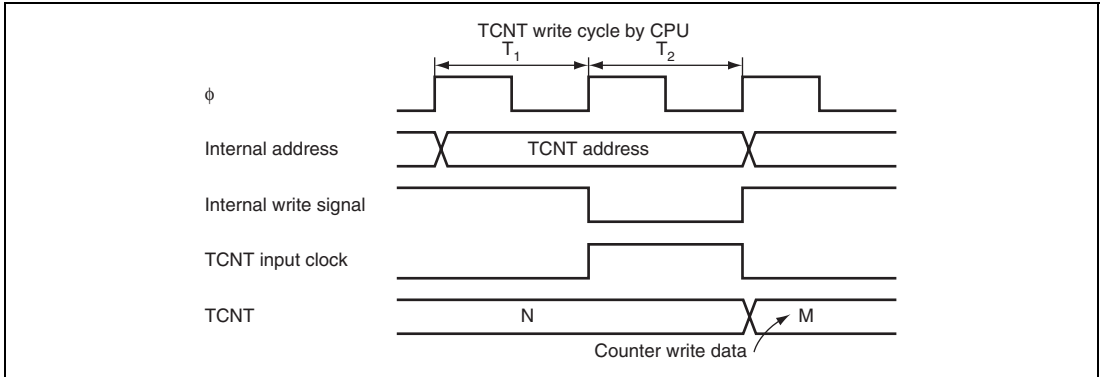 TCNT write cycle by CPU
T1 T2
φ
Internal address TCNT address
Internal write signal
TCNT input clock
TCNT N M
Counter write data